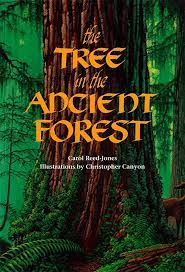 the
TREE
in the
ANCIENT
FOREST
Carol Reed-Jones
Illustrations by Christopher Canyon